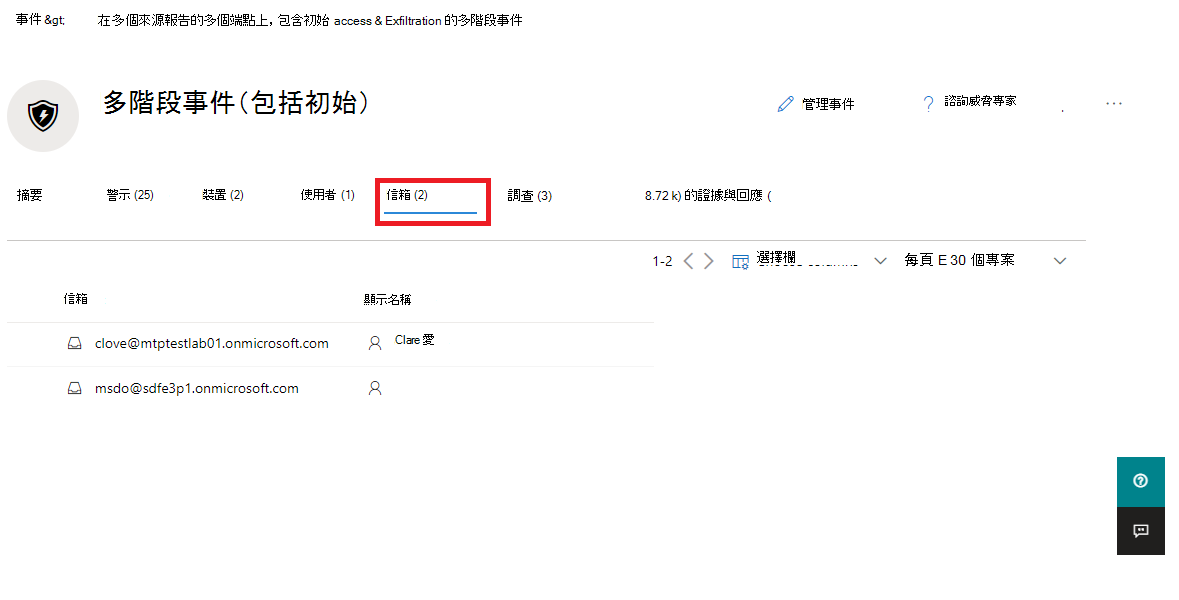 事件 &gt; 在多個來源報告的多個端點上，包含初始 access & Exfiltration 的多階段事件
多階段事件（包括初始）
管理事件
? 諮詢威脅專家
...
摘要
警示 (25)
裝置 (2)
使用者 (1)
信箱 (2)
調查 (3)
8.72 k) 的證據與回應 (
1-2
選擇欄
每頁 E 30 個專案
信箱
顯示名稱
clove@mtptestlab01.onmicrosoft.com
Clare 愛
msdo@sdfe3p1.onmicrosoft.com